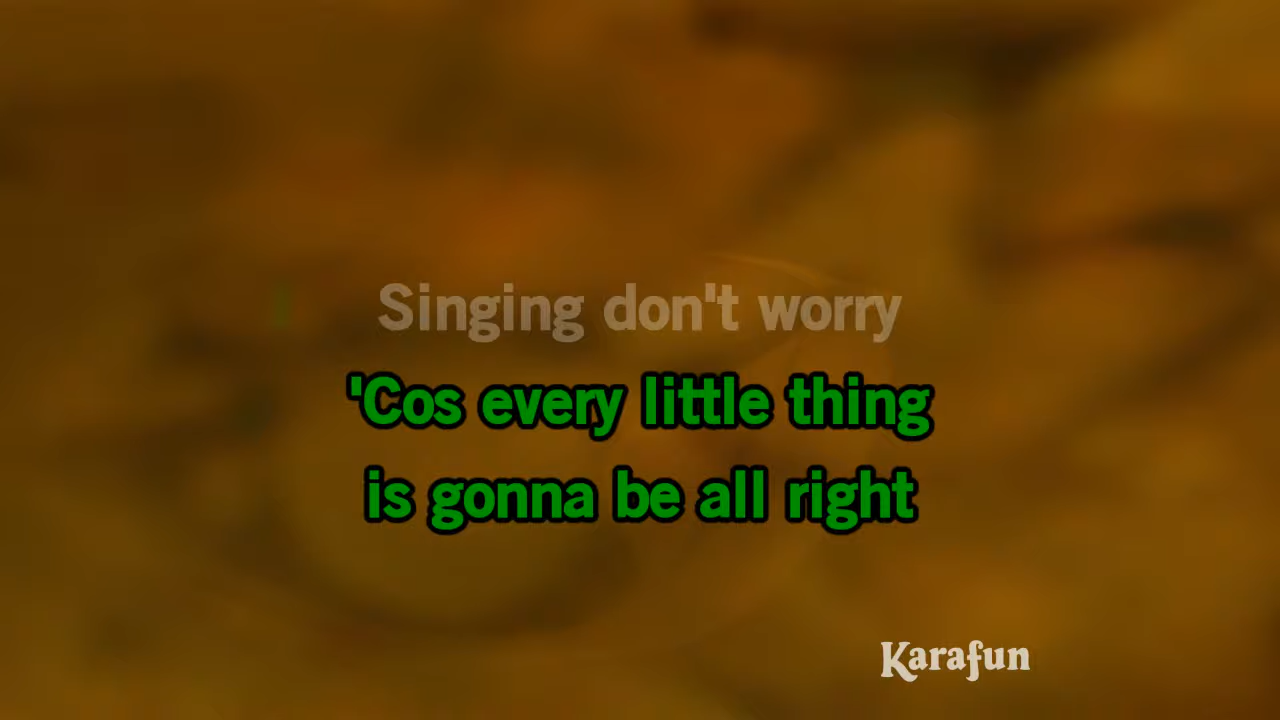 Singing don't worry
'Cos every little thing
is gonna be all right
Karafun